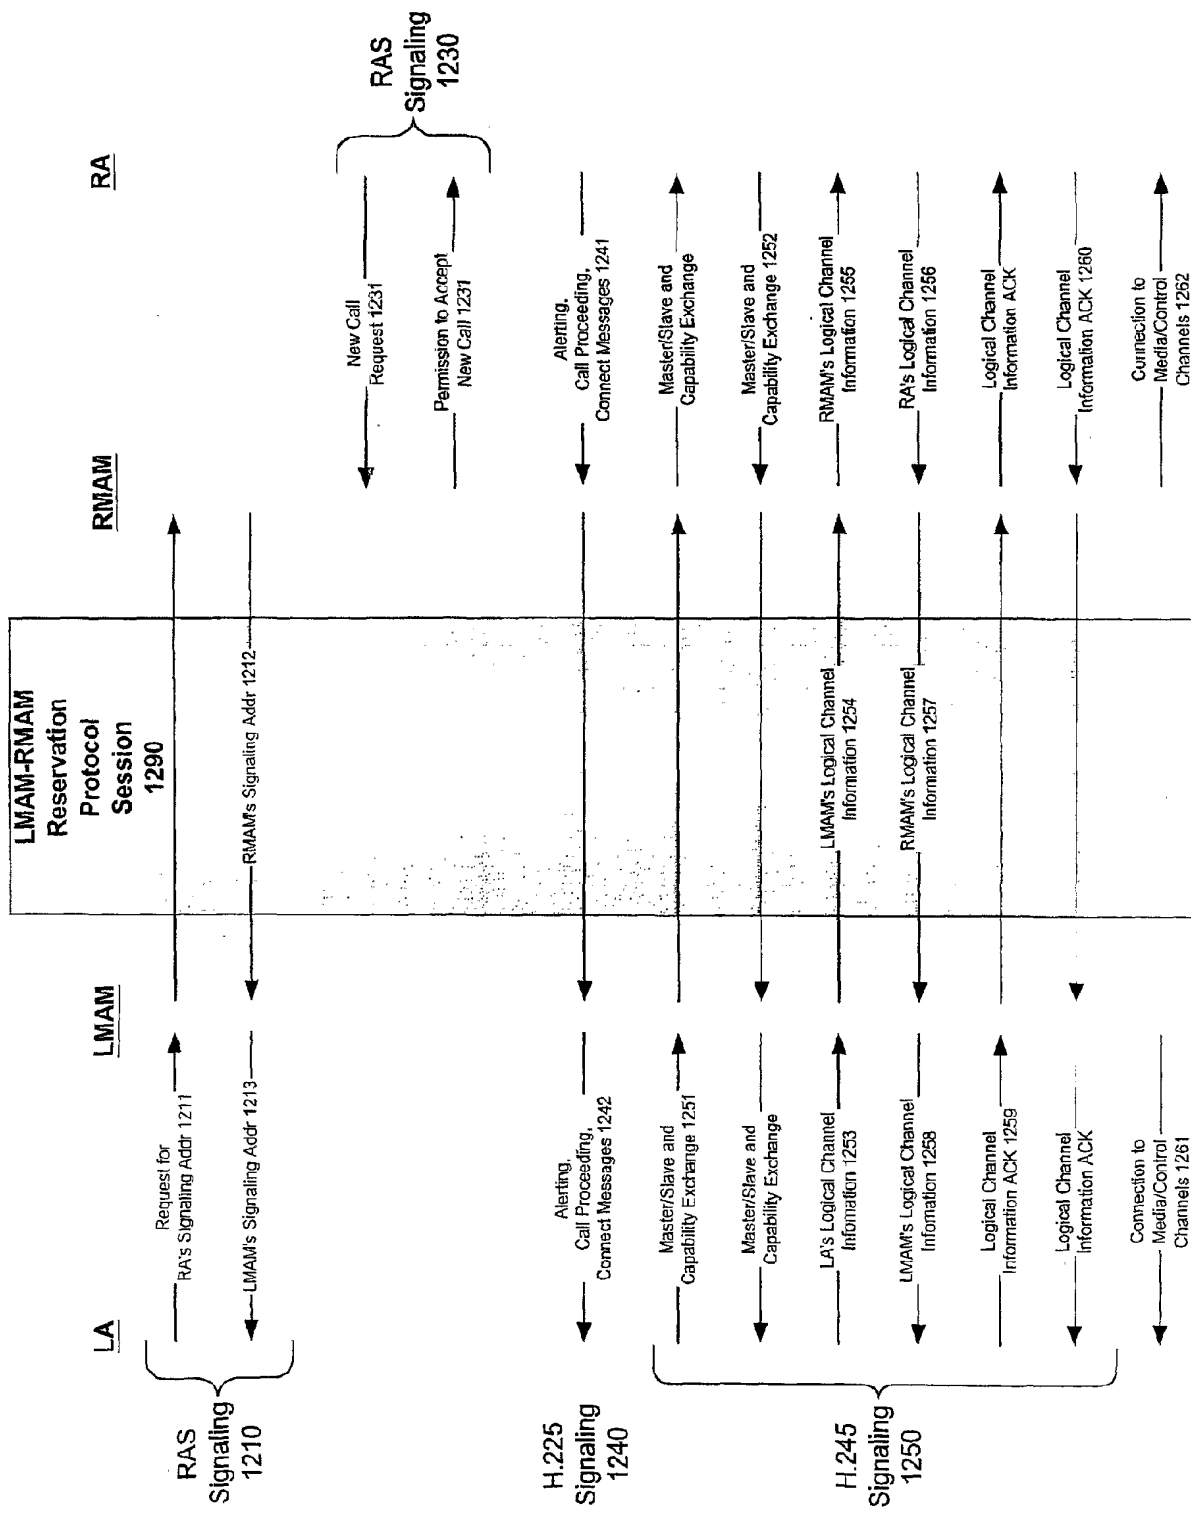 LA
LMAM
LMAM-RMAM
Reservation
Protocol
Session
1290
RMAM
RA
RAS
Signaling
1210
Request for
RA's Signaling Addr 1211
LMAM's Signaling Addr 1213
RMAM's Signaling Addr 1212
New Call
Request 1231
Permission to Accept
New Call 1231
RAS
Signaling
1230
H.225
Signaling
1240
Alerting,
Call Proceeding,
Connect Messages 1242
Alerting,
Call Proceeding,
Connect Messages 1241
H.245
Signaling
1250
Master/Slave and
Capability Exchange 1251
Master/Slave and
Capability Exchange
Master/Slave and
Capability Exchange
Master/Slave and
Capability Exchange 1252
LA's Logical Channel
Infomation 1253
LMAM's Logical Channel
Information 1254
RMAM's Logical Channel
Information 1255
LMAM's Logical Channel
Information 1258
RMAM's Logical Channel
Information 1257
RA's Logical Channel
Information 1256
Logical Channel
Information ACK 1259
Logical Channel
Information ACK
Logical Channel
Information ACK
Logical Channel
Information ACK 1260
Connection to
Media/Control
Channels 1261
Connection to
Media/Control
Channels 1262